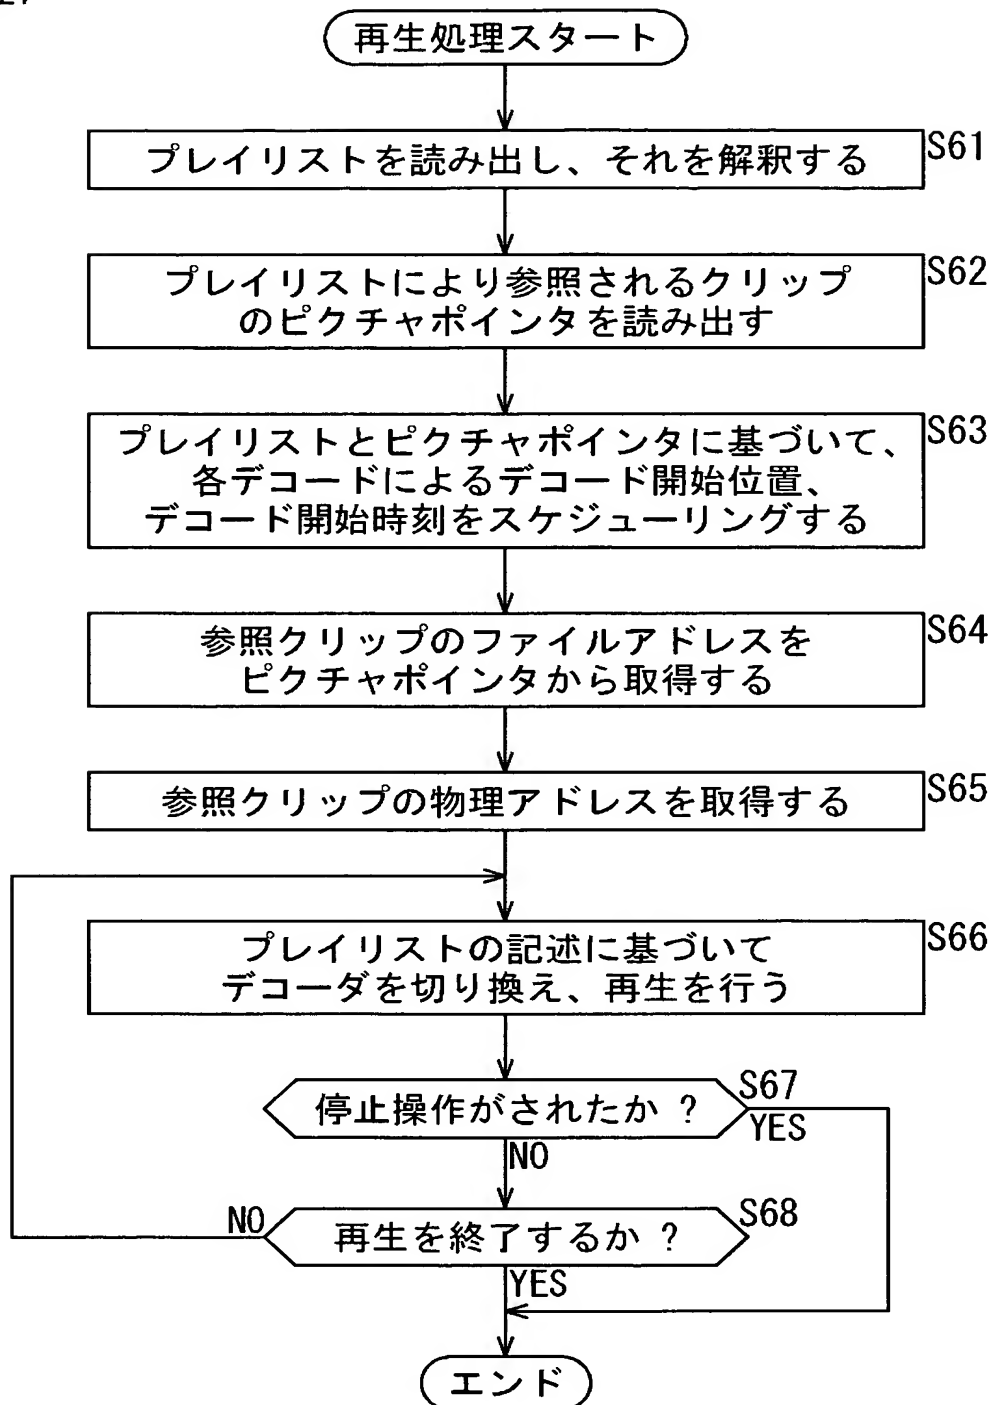 再生処理スタート
プレイリストを読み出し、それを解釈する
S61
プレイリストにより参照されるクリップ
のピクチャポインタを読み出す
S62
プレイリストとピクチャポインタに基づいて、
各デコードによるデコード開始位置、
デコード開始時刻をスケジューリングする
S63
参照クリップのファイルアドレスを
ピクチャポインタから取得する
S64
参照クリップの物理アドレスを取得する
S65
プレイリストの記述に基づいて
デコーダを切り換え、再生を行う
S66
停止操作がされたか ?
S67
YES
NO
再生を終了するか ?
S68
NO
YES
エンド